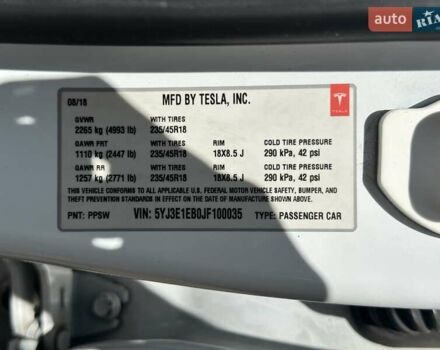 auto RIA
08/18 MFD BY TESLA, INC. TESLA
GVWR WITH TIRES
2265 kg (4993 lb) 235/45R18
GAWR FRT WITH TIRES RIM COLD TIRE PRESSURE
1110 kg (2447 lb) 235/45R18 18X8.5 J 290 kPa, 42 psi
GAWR RR WITH TIRES RIM COLD TIRE PRESSURE
1257 kg (2771 lb) 235/45R18 18X8.5 J 290 kPa, 42 psi
THIS VEHICLE CONFORMS TO ALL APPLICABLE U.S. FEDERAL MOTOR VEHICLE SAFETY, BUMPER, AND
THEFT PREVENTION STANDARDS IN EFFECT ON THE DATE OF MANUFACTURE SHOWN ABOVE.
PNT: PPSW VIN: 5YJ3E1EB0JF100035 TYPE: PASSENGER CAR